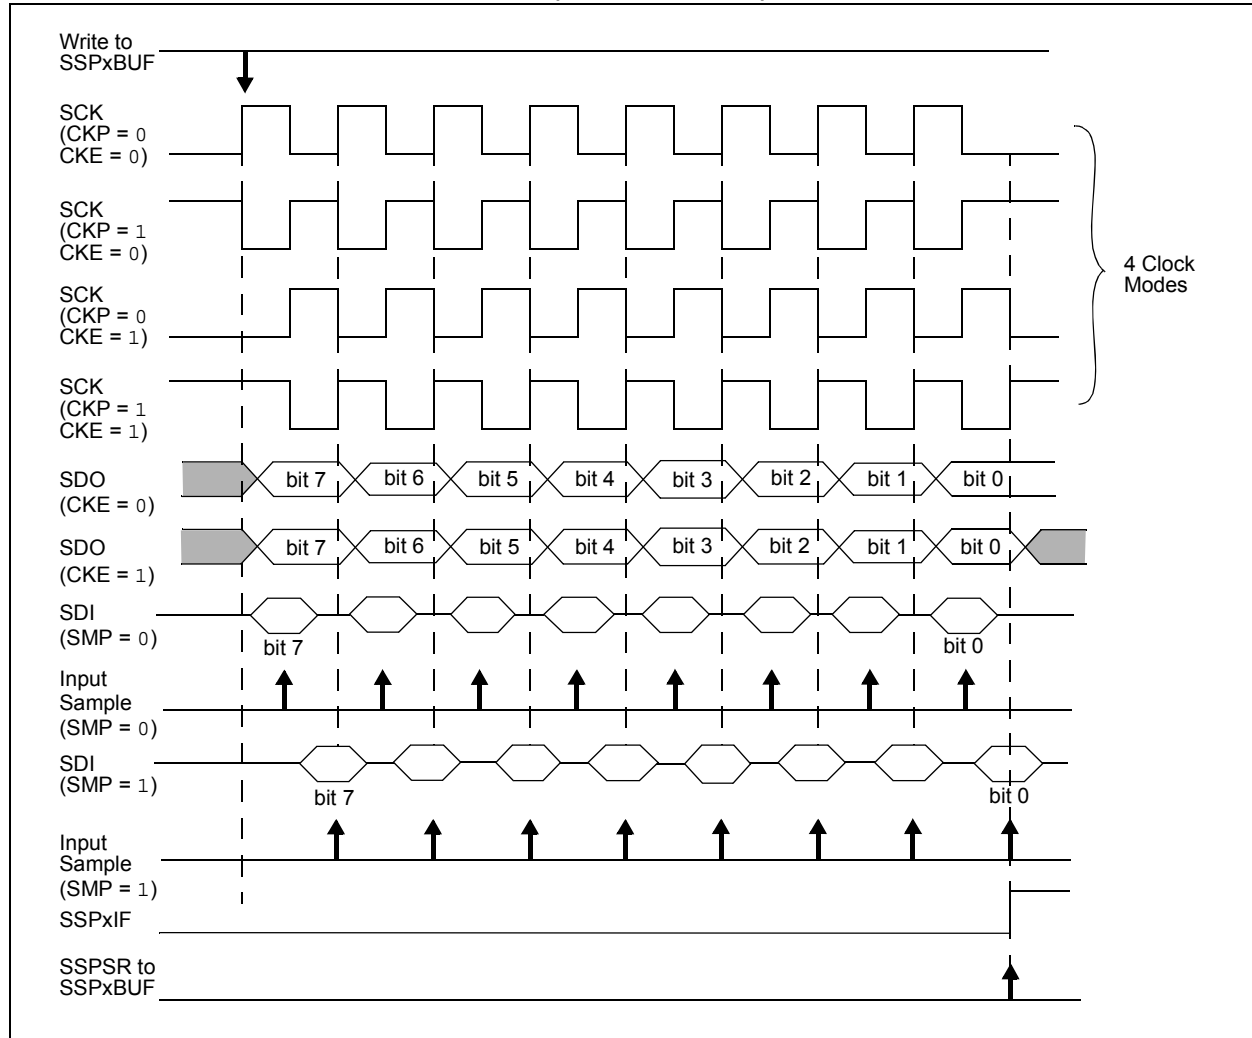 Write to
SSPxBUF
SCK
(CKP = 0
CKE = 0)
SCK
(CKP = 1
CKE = 0)
SCK
(CKP = 0
CKE = 1)
SCK
(CKP = 1
CKE = 1)
4 Clock
Modes
SDO
(CKE = 0)
bit 7 bit 6 bit 5 bit 4 bit 3 bit 2 bit 1 bit 0
SDO
(CKE = 1)
bit 7 bit 6 bit 5 bit 4 bit 3 bit 2 bit 1 bit 0
SDI
(SMP = 0)
bit 7 bit 0
Input
Sample
(SMP = 0)
SDI
(SMP = 1)
bit 7 bit 0
Input
Sample
(SMP = 1)
SSPxIF
SSPSR to
SSPxBUF